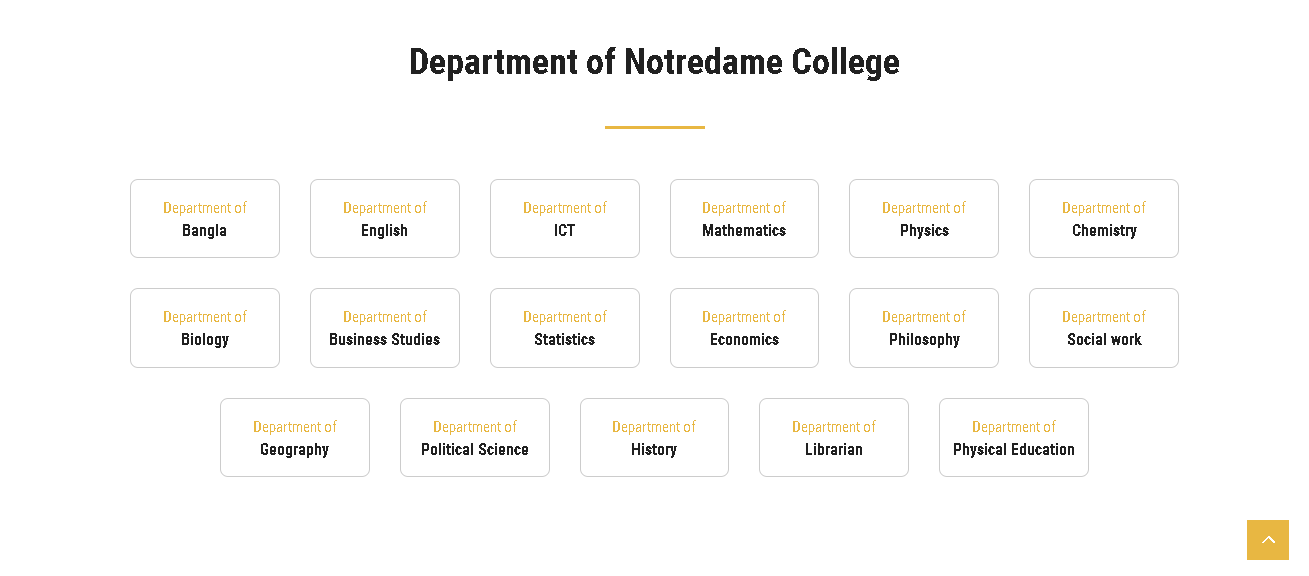 Department of Notredame College
Department of
Bangla
Department of
English
Department of
ICT
Department of
Mathematics
Department of
Physics
Department of
Chemistry
Department of
Biology
Department of
Business Studies
Department of
Statistics
Department of
Economics
Department of
Philosophy
Department of
Social work
Department of
Geography
Department of
Political Science
Department of
History
Department of
Librarian
Department of
Physical Education